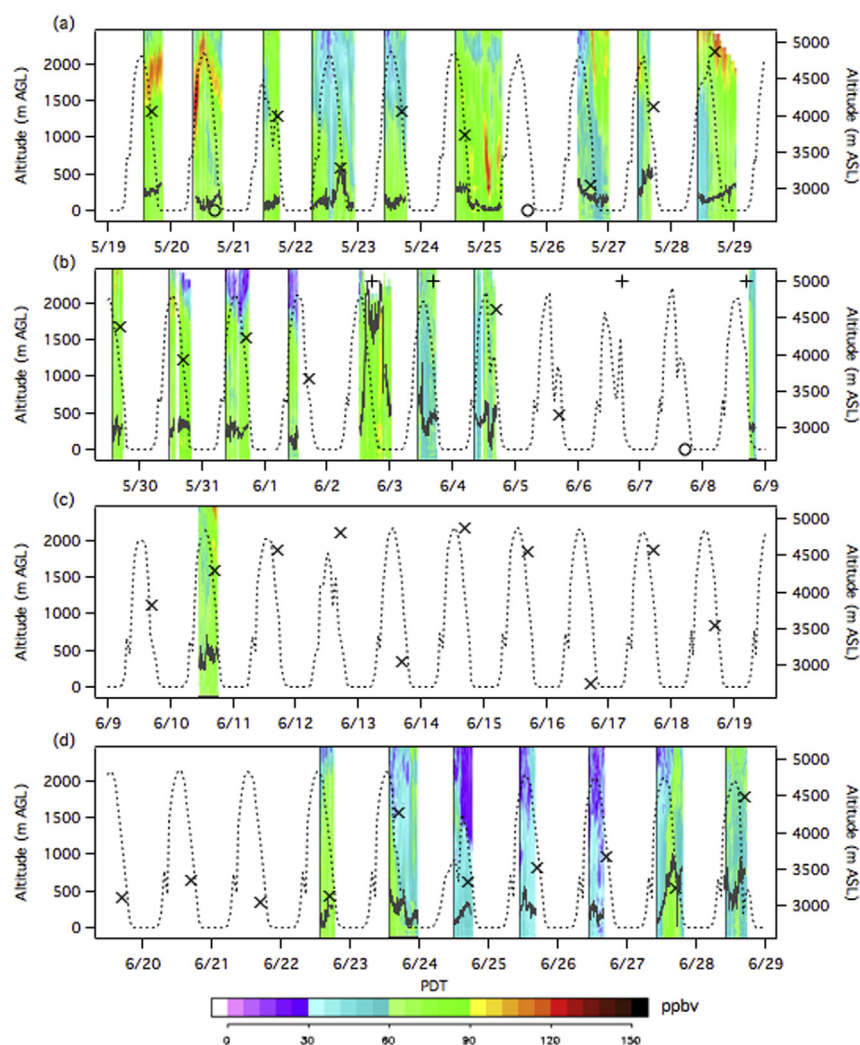 (a)
Altitude (m AGL)
2000
1500
1000
500
0
5000
4500
4000
3500
3000
Altitude (m ASL)
5/19 5/20 5/21 5/22 5/23 5/24 5/25 5/26 5/27 5/28 5/29
(b)
Altitude (m AGL)
2000
1500
1000
500
0
5000
4500
4000
3500
3000
Altitude (m ASL)
5/30 5/31 6/1 6/2 6/3 6/4 6/5 6/6 6/7 6/8 6/9
(c)
Altitude (m AGL)
2000
1500
1000
500
0
5000
4500
4000
3500
3000
Altitude (m ASL)
6/9 6/10 6/11 6/12 6/13 6/14 6/15 6/16 6/17 6/18 6/19
(d)
Altitude (m AGL)
2000
1500
1000
500
0
5000
4500
4000
3500
3000
Altitude (m ASL)
6/20 6/21 6/22 6/23 6/24 6/25 6/26 6/27 6/28 6/29
PDT
ppbv
0 30 60 90 120 150